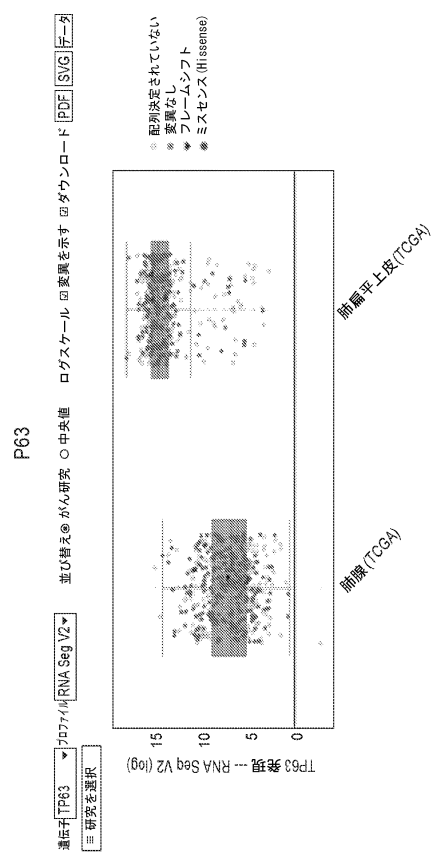 P63
遺伝子 TP63 プロファイル RNA Seg V2 並び替え がん研究 中央値 ログスケール 変異を示す ダウンロード PDF SVG データ
研究を選択
配列決定されていない
変異なし
フレームシフト
ミスセンス(Hissense)
TP63 発現 --- RNA Seq V2 (log)
15
10
5
0
肺腺(TCGA)
肺扁平上皮(TCGA)